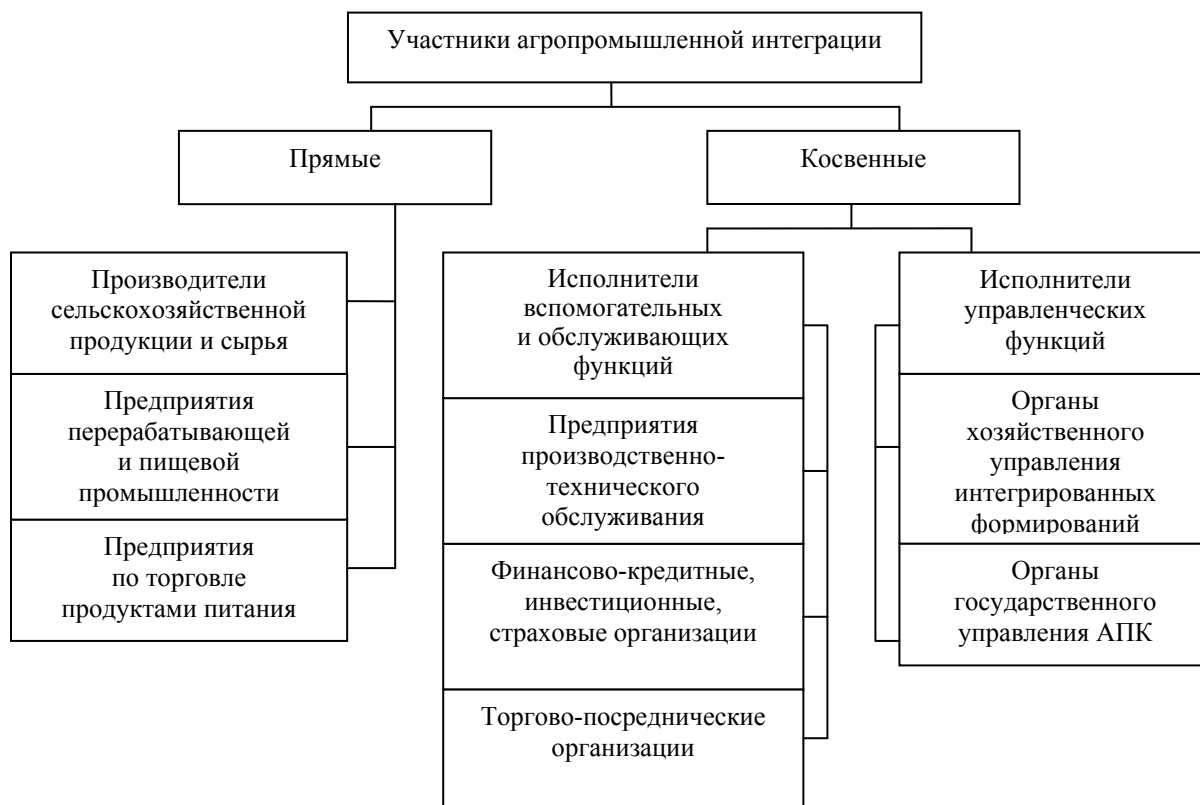 Участники агропромышленной интеграции
Прямые
Косвенные
Производители
сельскохозяйственной
продукции и сырья
Предприятия
перерабатывающей
и пищевой
промышленности
Предприятия
по торговле
продуктами питания
Исполнители
вспомогательных
и обслуживающих
функций
Предприятия
производственно-
технического
обслуживания
Финансово-кредитные,
инвестиционные,
страховые организации
Торгово-посреднические
организации
Исполнители
управленческих
функций
Органы
хозяйственного
управления
интегрированных
формирований
Органы
государственного
управления АПК